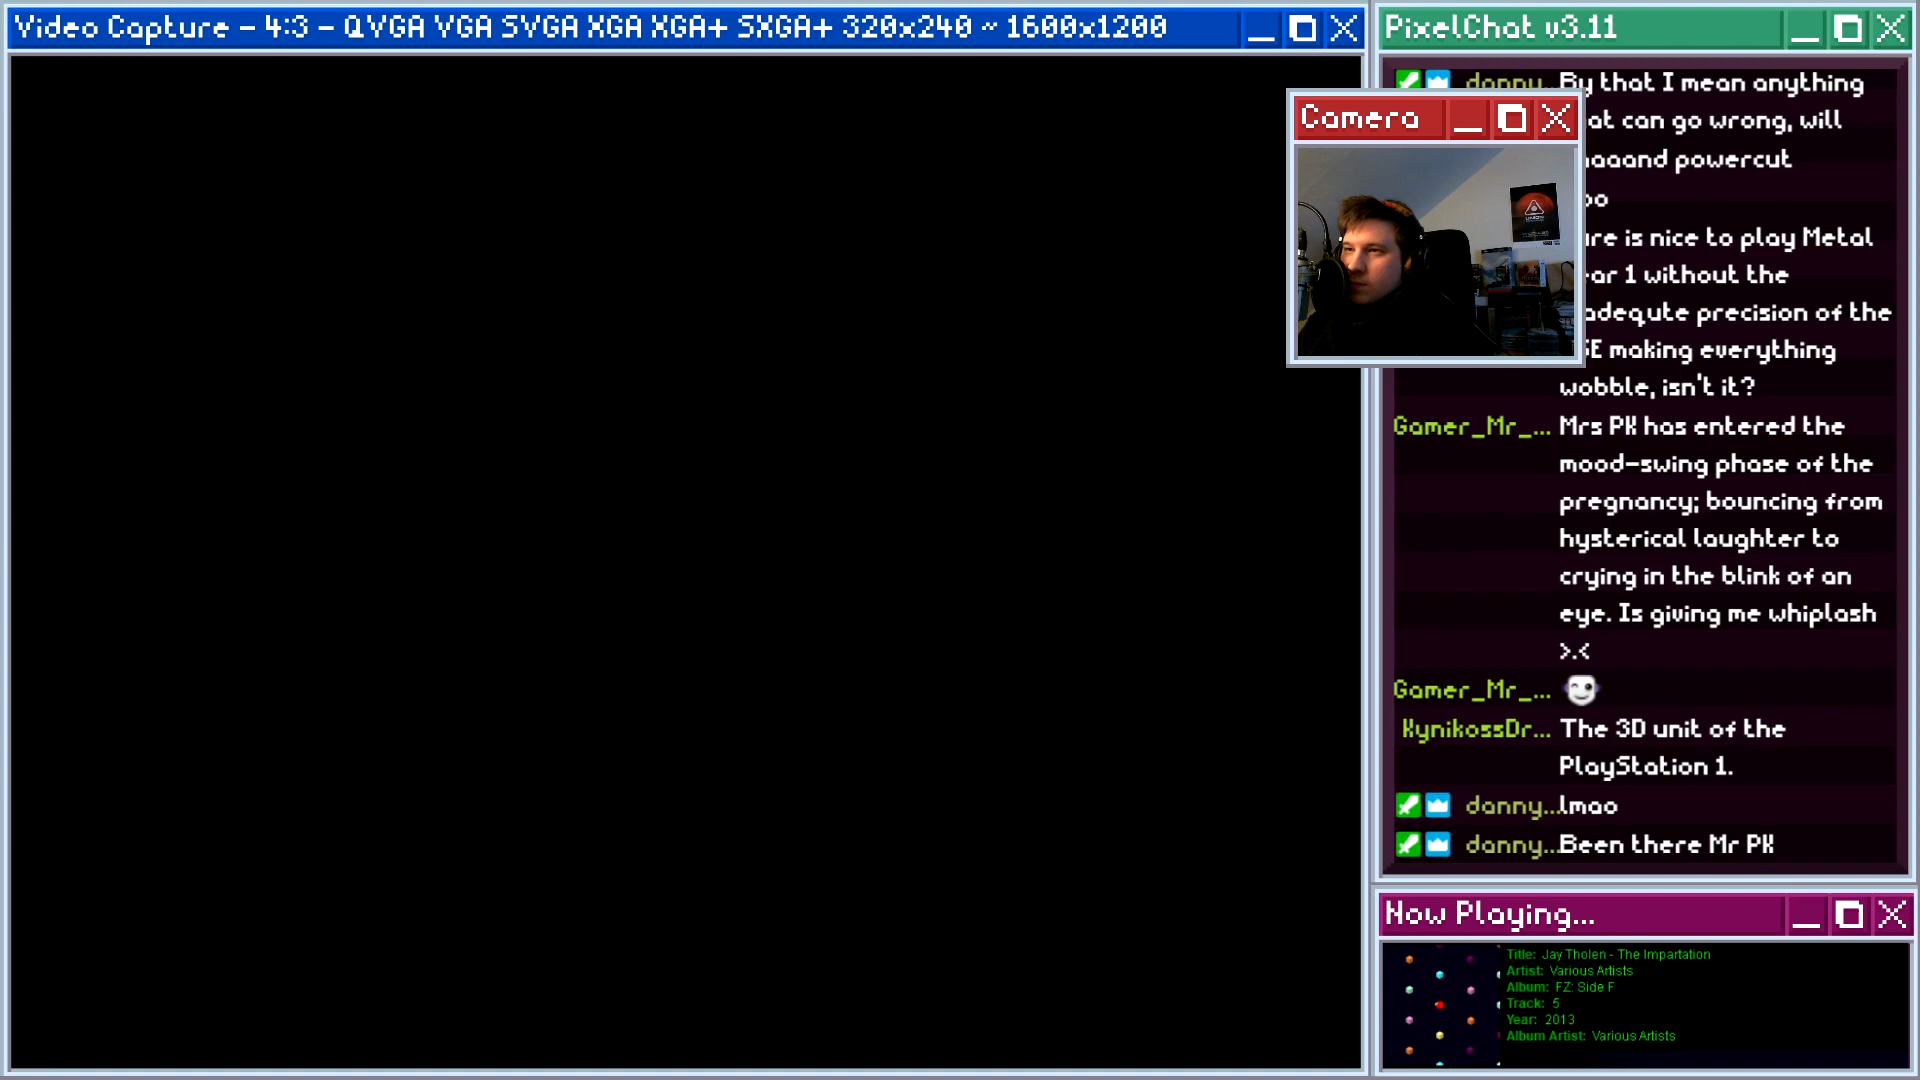 Video Capture - 4:3 - QVGA VGA SVGA XGA XGA+ SXGA+ 320x240 ~ 1600x1200
PixelChat v3.11
danny...By that I mean anything
can go wrong, will
powercut
Camera
is nice to play Metal
1 without the
precision of the
making everything
wobble, isn't it?
Gamer_Mr_... Mrs PK has entered the
mood-swing phase of the
pregnancy; bouncing from
hysterical laughter to
crying in the blink of an
eye. Is giving me whiplash
>.<
Gamer_Mr_...
KynikossDr... The 3D unit of the
PlayStation 1.
danny...lmao
danny...Been there Mr PK
Now Playing...
Title: Jay Tholen - The Impartation
Artist: Various Artists
Album: FZ: Side F
Track: 5
Year: 2013
Album Artist: Various Artists